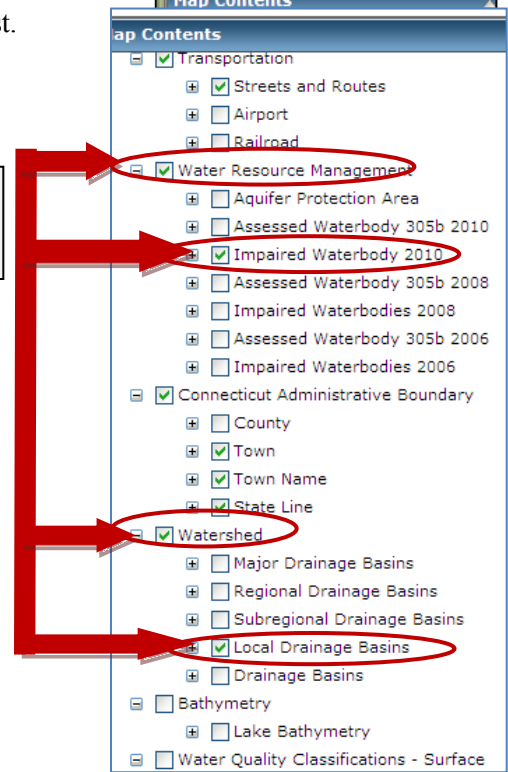 Map Contents
st.
ap Contents
Transportation
Streets and Routes
Airport
Railroad
Water Resource Management
Aquifer Protection Area
Assessed Waterbody 305b 2010
Impaired Waterbody 2010
Assessed Waterbody 305b 2008
Impaired Waterbodies 2008
Assessed Waterbody 305b 2006
Impaired Waterbodies 2006
Connecticut Administrative Boundary
County
Town
Town Name
State Line
Watershed
Major Drainage Basins
Regional Drainage Basins
Subregional Drainage Basins
Local Drainage Basins
Drainage Basins
Bathymetry
Lake Bathymetry
Water Quality Classifications - Surface